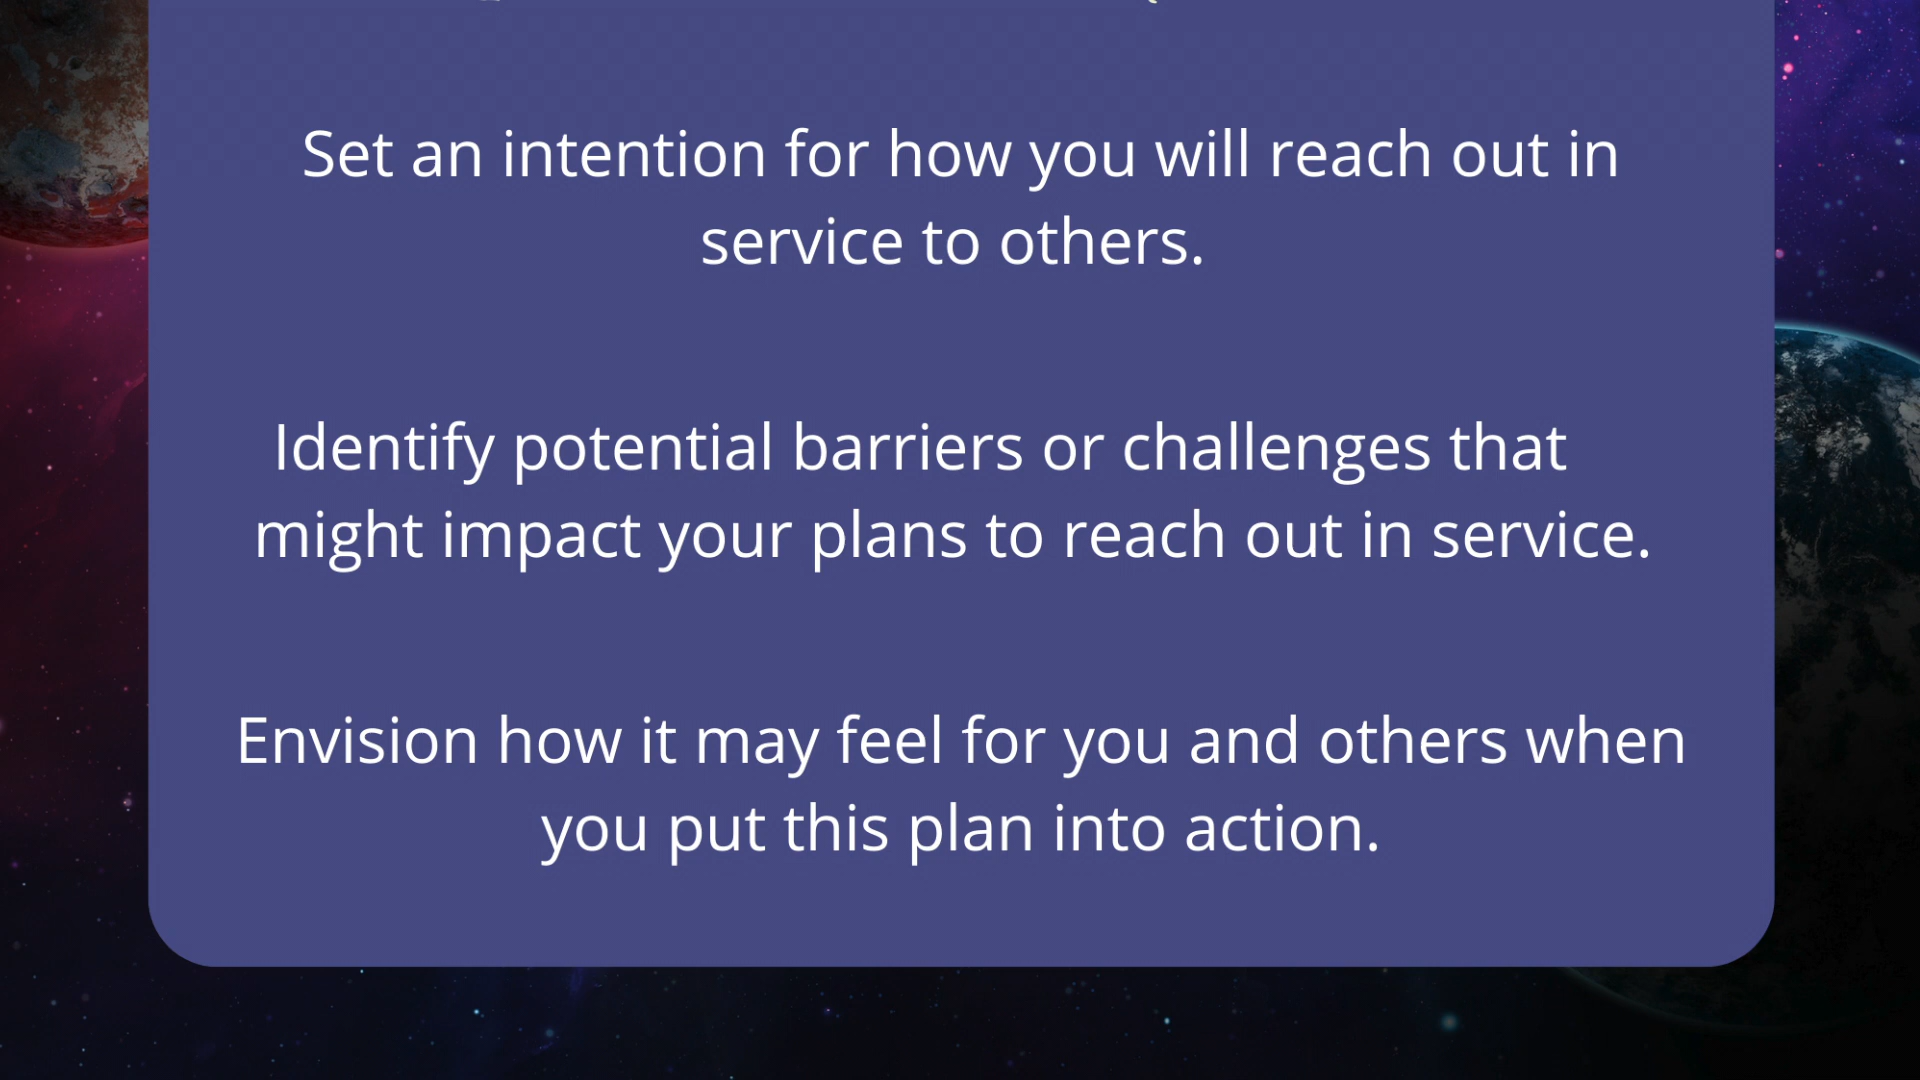 Set an intention for how you will reach out in
service to others.
Identify potential barriers or challenges that
might impact your plans to reach out in service.
Envision how it may feel for you and others when
you put this plan into action.